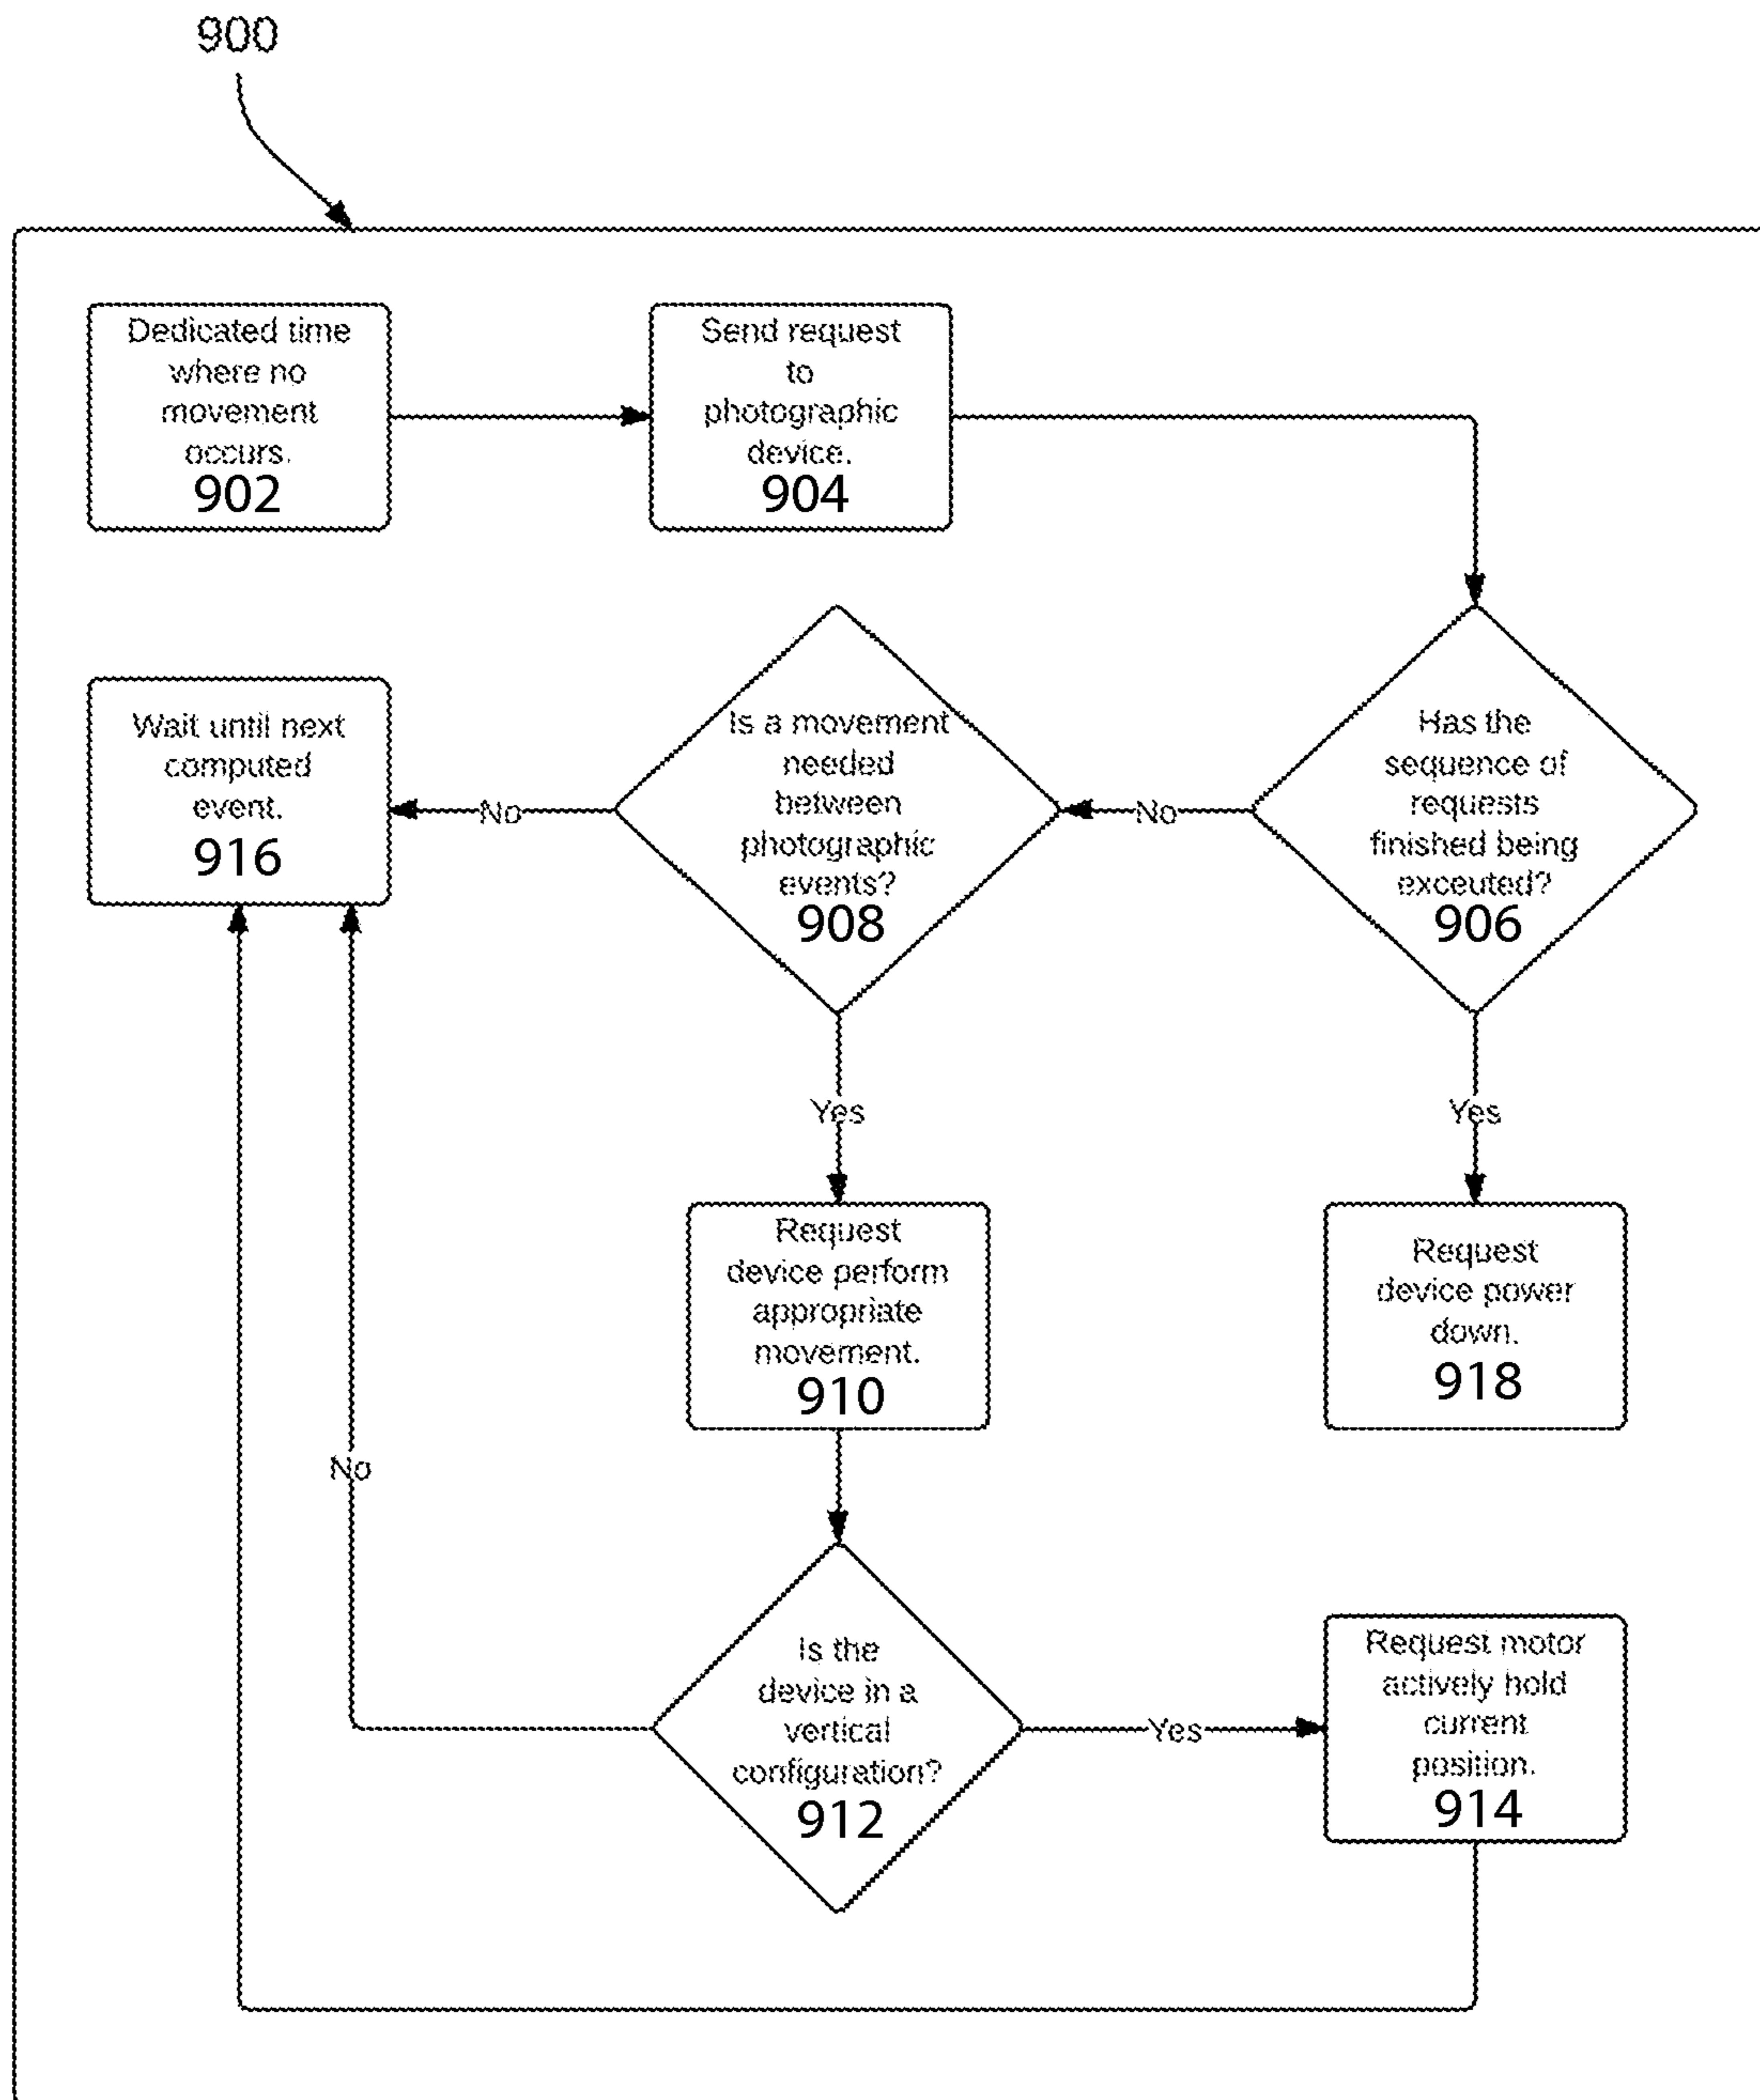 900
Dedicated time
where no
movement
occurs.
902
Send request
to
photographic
device.
904
Has the
sequence of
requests
finished being
exceuted?
906
No
Yes
Is a movement
needed
between
photographic
events?
908
No
Yes
Wait until next
computed
event.
916
Request
device perform
appropriate
movement.
910
Request
device power
down.
918
No
Is the
device in a
vertical
configuration?
912
Yes
Request motor
actively hold
current
position.
914